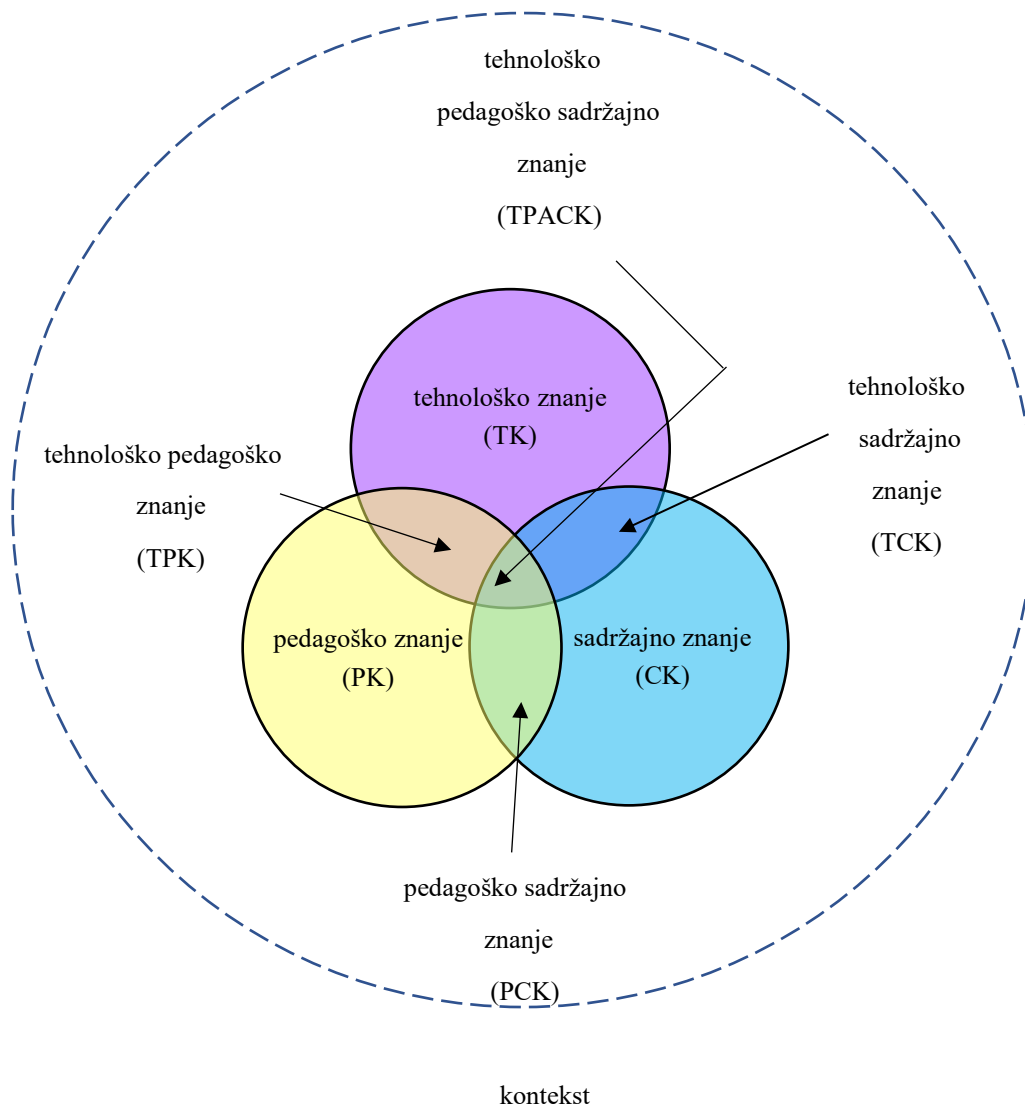 tehnološko
pedagoško sadržajno
znanje
(TPACK)
tehnološko znanje
(TK)
tehnološko
sadržajno
znanje
(TCK)
tehnološko pedagoško
znanje
(TPK)
pedagoško znanje
(PK)
sadržajno znanje
(CK)
pedagoško sadržajno
znanje
(PCK)
kontekst